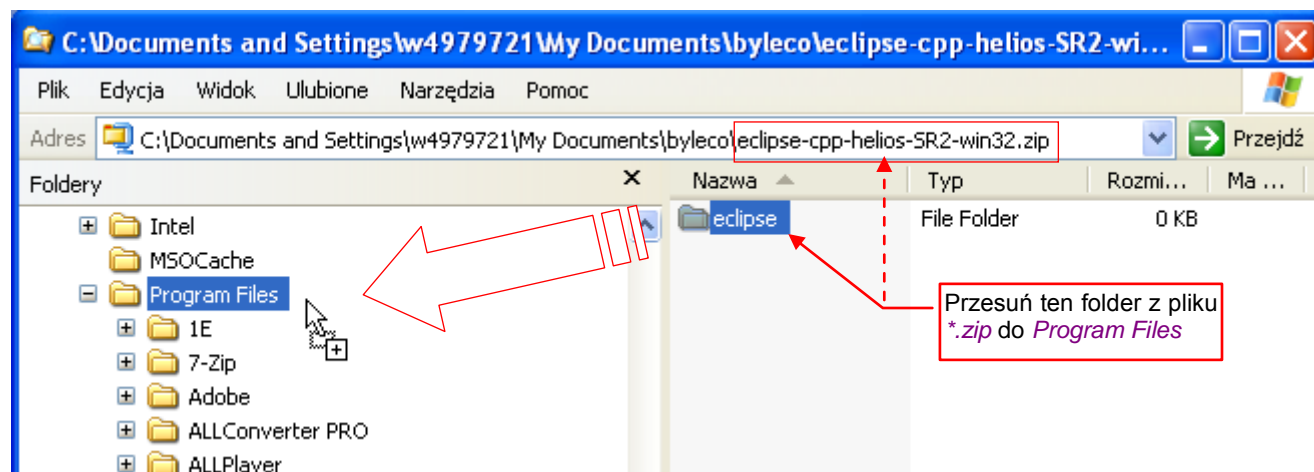 C:\Documents and Settings\w4979721\My Documents\byleco\eclipse-cpp-helios-SR2-wi...
Plik Edycja Widok Ulubione Narzędzia Pomoc
Adres C:\Documents and Settings\w4979721\My Documents\byleco\eclipse-cpp-helios-SR2-win32.zip Przejdź
Foldery Nazwa Typ Rozmi... Ma ...
Intel eclipse File Folder 0 KB
MSOCache
Program Files
1E
7-Zip
Adobe
ALLConverter PRO
ALLPlayer
Przesuń ten folder z pliku
*.zip do Program Files